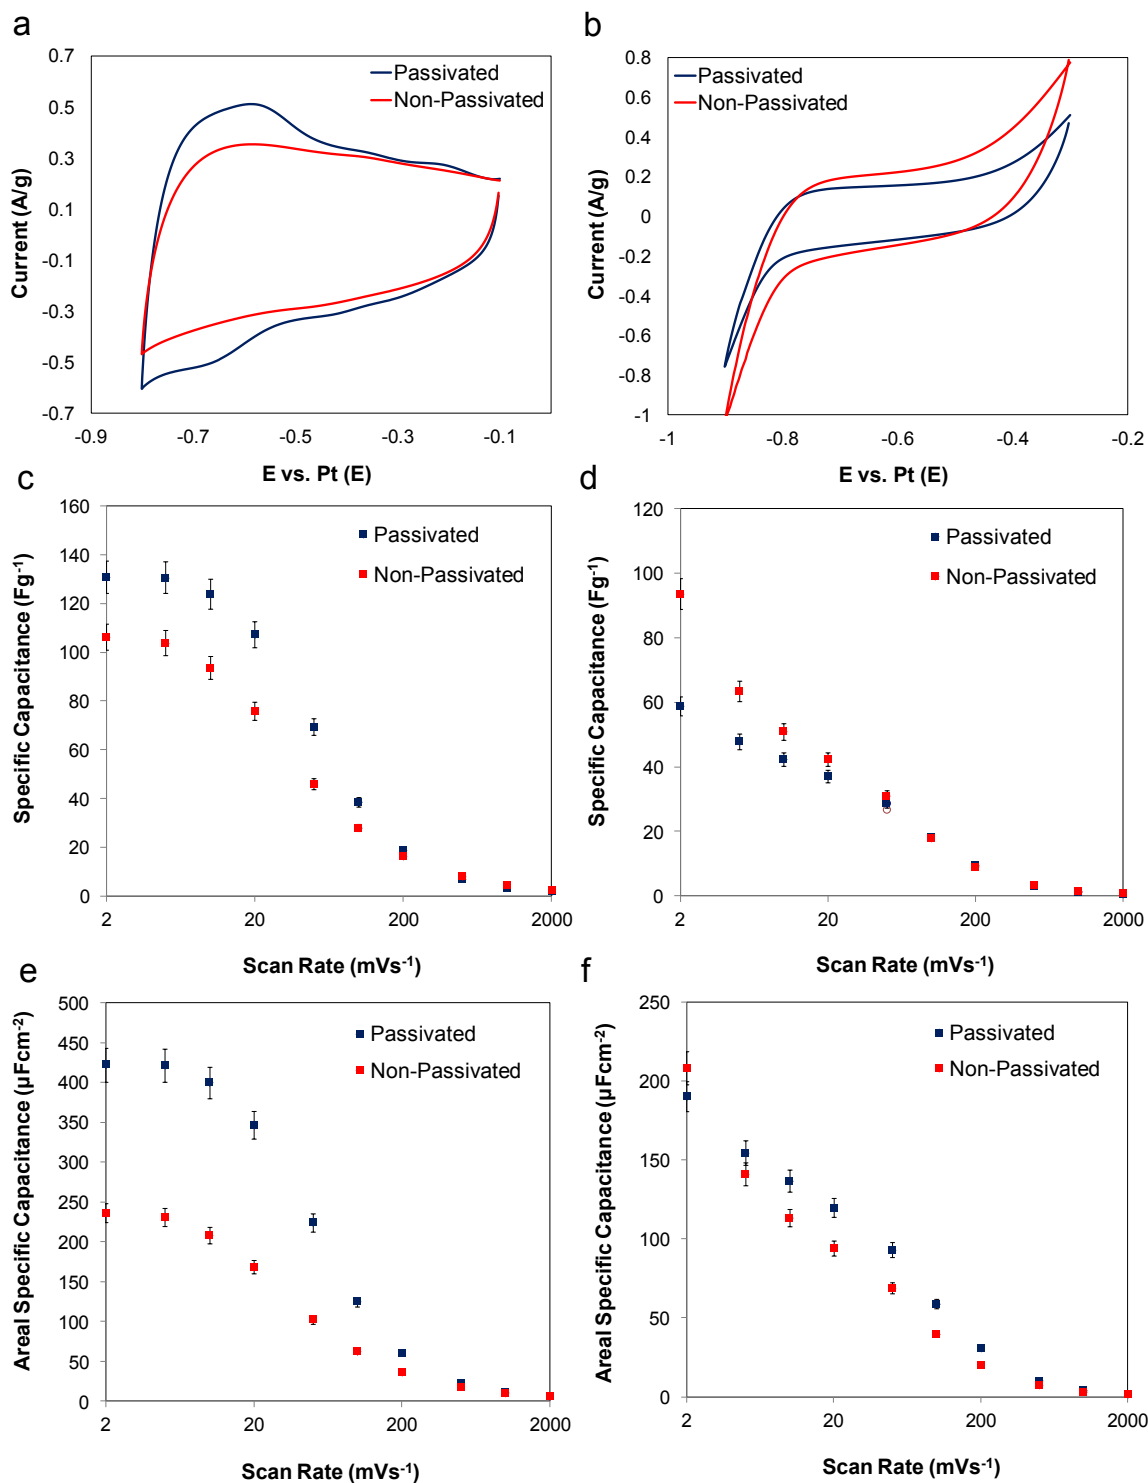 a
0.7
0.5
0.3
0.1
-0.1
-0.3
-0.5
-0.7
Current (A/g)
Passivated
Non-Passivated
-0.9
-0.7
-0.5
-0.3
-0.1
E vs. Pt (E)
b
0.8
0.6
0.4
0.2
0
-0.2
-0.4
-0.6
-0.8
-1
Current (A/g)
Passivated
Non-Passivated
-1
-0.8
-0.6
-0.4
-0.2
E vs. Pt (E)
c
160
140
120
100
80
60
40
20
0
Specific Capacitance (Fg⁻¹)
Passivated
Non-Passivated
2
20
200
2000
Scan Rate (mVs⁻¹)
d
120
100
80
60
40
20
0
Specific Capacitance (Fg⁻¹)
Passivated
Non-Passivated
2
20
200
2000
Scan Rate (mVs⁻¹)
e
500
450
400
350
300
250
200
150
100
50
0
Areal Specific Capacitance (µFcm⁻²)
Passivated
Non-Passivated
2
20
200
2000
Scan Rate (mVs⁻¹)
f
250
200
150
100
50
0
Areal Specific Capacitance (µFcm⁻²)
Passivated
Non-Passivated
2
20
200
2000
Scan Rate (mVs⁻¹)